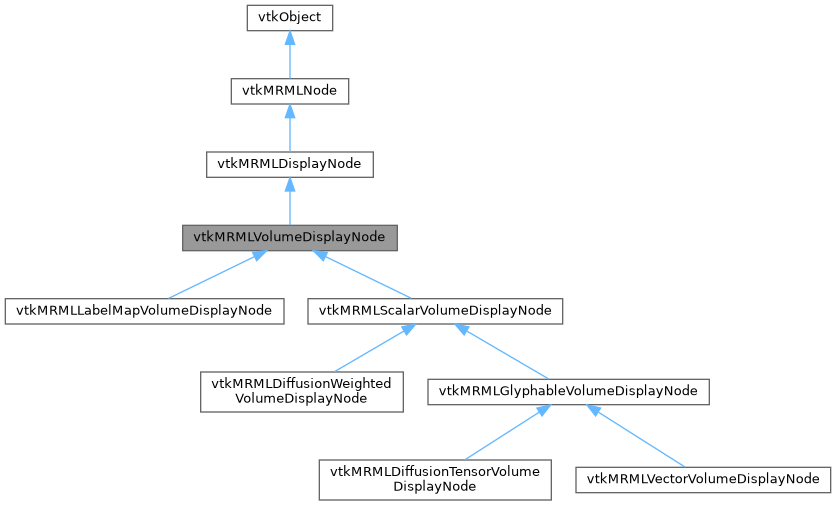 vtkObject
vtkMRMLNode
vtkMRMLDisplayNode
vtkMRMLVolumeDisplayNode
vtkMRMLLabelMapVolumeDisplayNode
vtkMRMLScalarVolumeDisplayNode
vtkMRMLDiffusionWeighted
VolumeDisplayNode
vtkMRMLGlyphableVolumeDisplayNode
vtkMRMLDiffusionTensorVolume
DisplayNode
vtkMRMLVectorVolumeDisplayNode